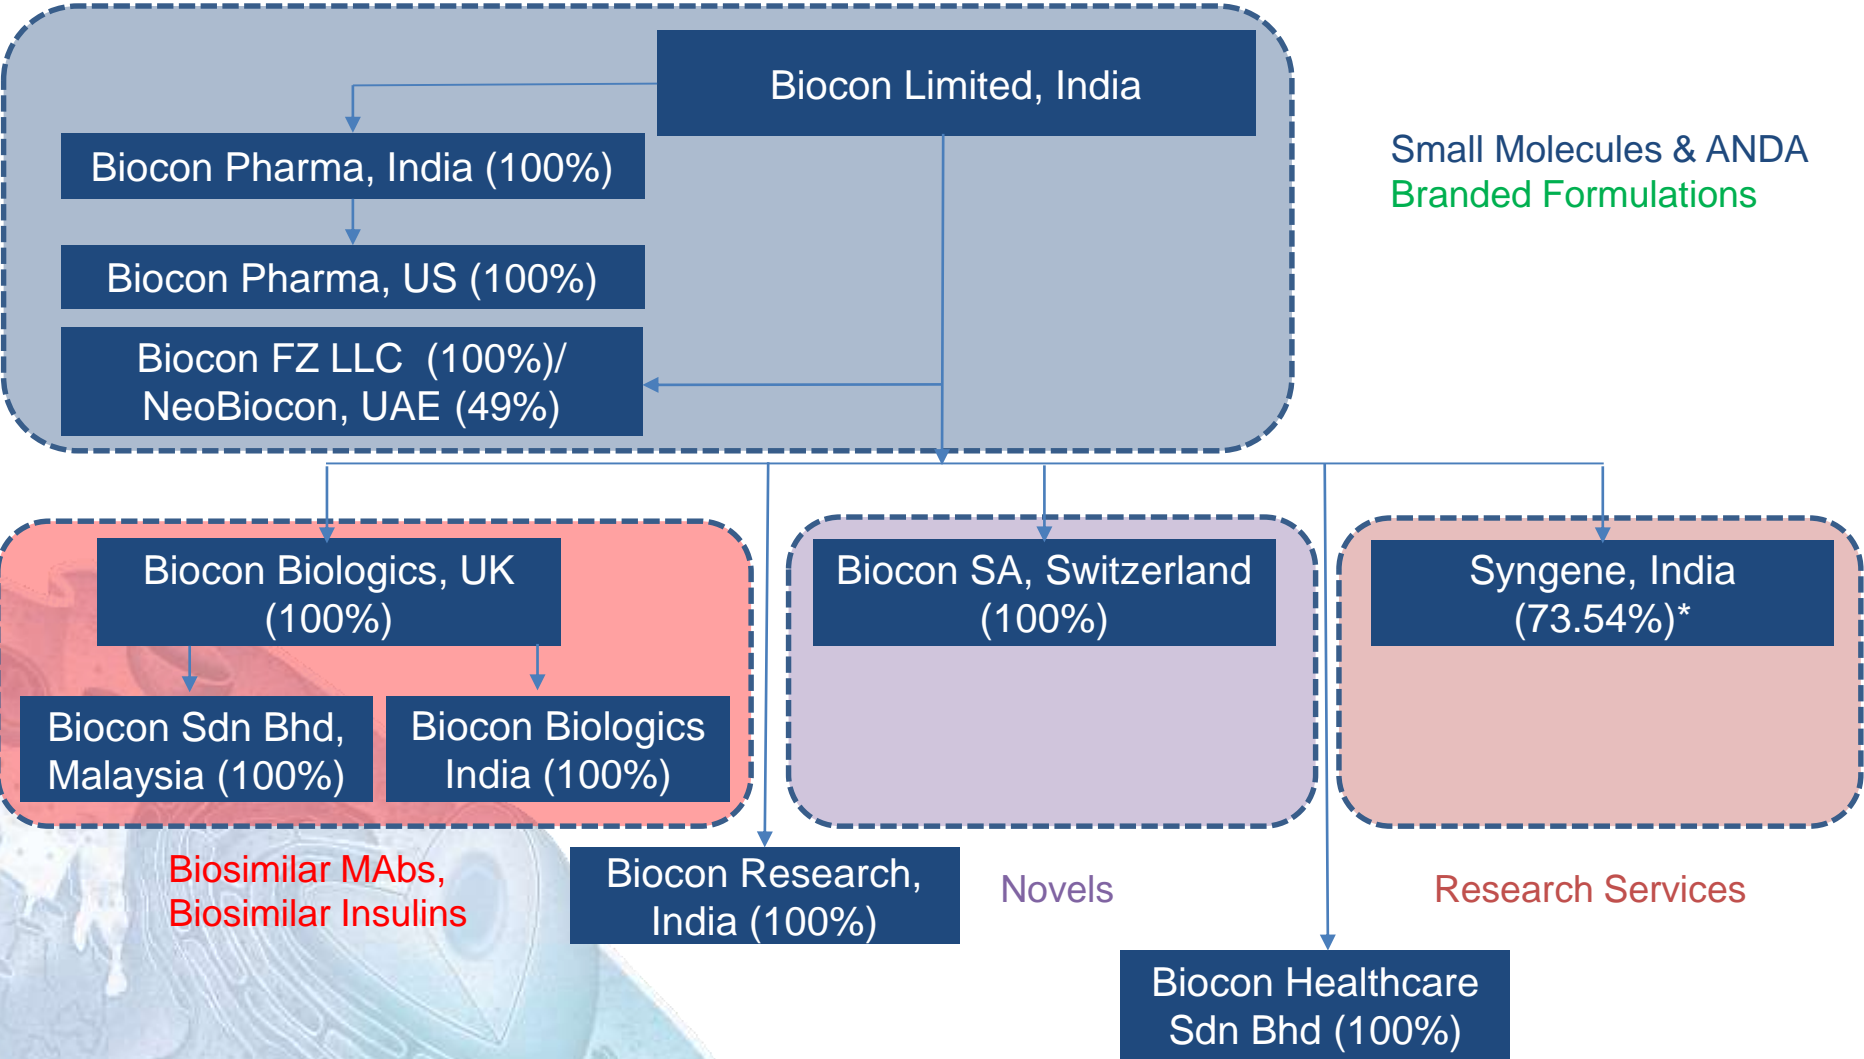 Biocon Limited, India
Biocon Pharma, India (100%)
Small Molecules & ANDA
Branded Formulations
Biocon Pharma, US (100%)
Biocon FZ LLC (100%)/
NeoBiocon, UAE (49%)
Biocon Biologics, UK
(100%)
Biocon SA, Switzerland
(100%)
Syngene, India
(73.54%)*
Biocon Sdn Bhd,
Malaysia (100%)
Biocon Biologics
India (100%)
Biosimilar MAbs,
Biosimilar Insulins
Biocon Research,
India (100%)
Novels
Research Services
Biocon Healthcare
Sdn Bhd (100%)